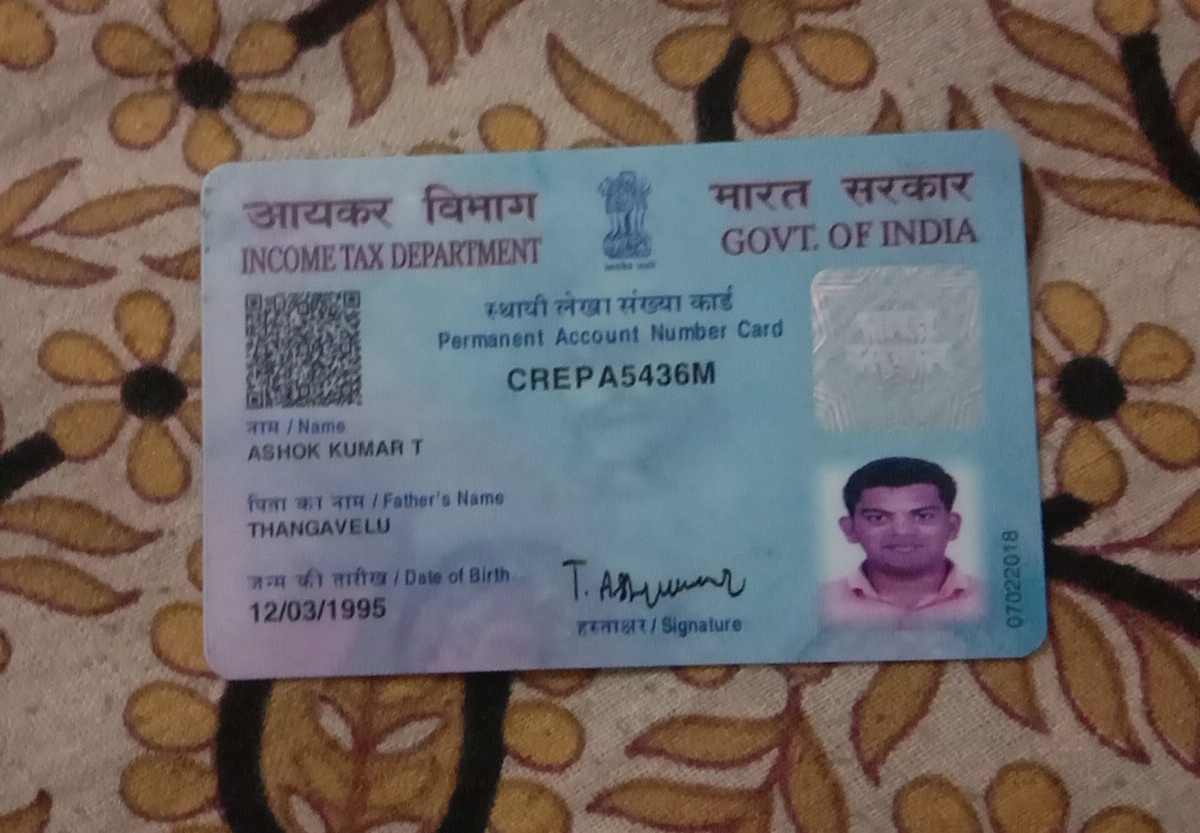 आयकर विभाग
INCOME TAX DEPARTMENT
भारत सरकार
GOVT. OF INDIA
स्थायी लेखा संख्या कार्ड
Permanent Account Number Card
CREPA5436M
नाम / Name
ASHOK KUMAR T
पिता का नाम / Father's Name
THANGAVELU
जन्म की तारीख / Date of Birth
12/03/1995
हस्ताक्षर / Signature
07022018